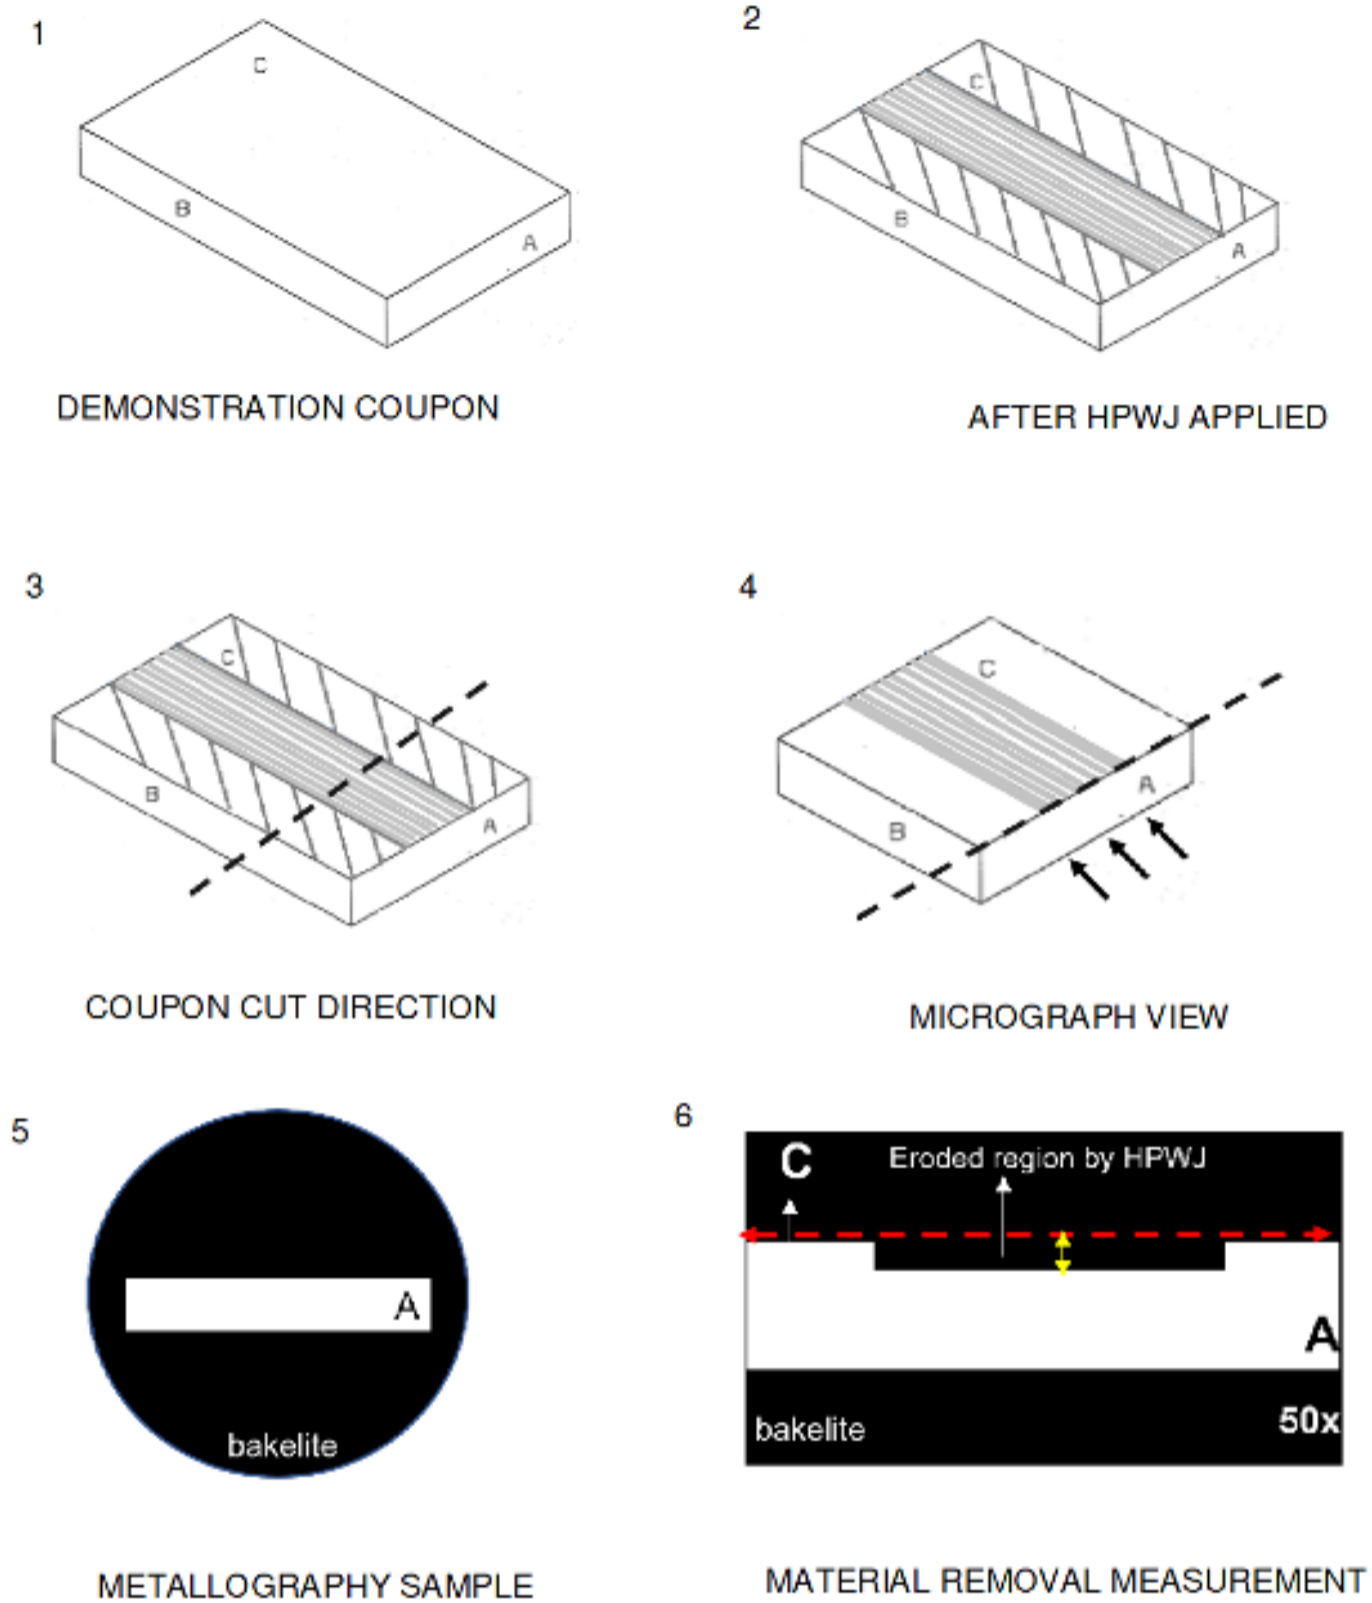 1
C
B
A
DEMONSTRATION COUPON
2
C
B
A
AFTER HPWJ APPLIED
3
C
B
A
COUPON CUT DIRECTION
4
C
B
A
MICROGRAPH VIEW
5
A
bakelite
METALLOGRAPHY SAMPLE
6
C
Eroded region by HPWJ
A
bakelite
50x
MATERIAL REMOVAL MEASUREMENT